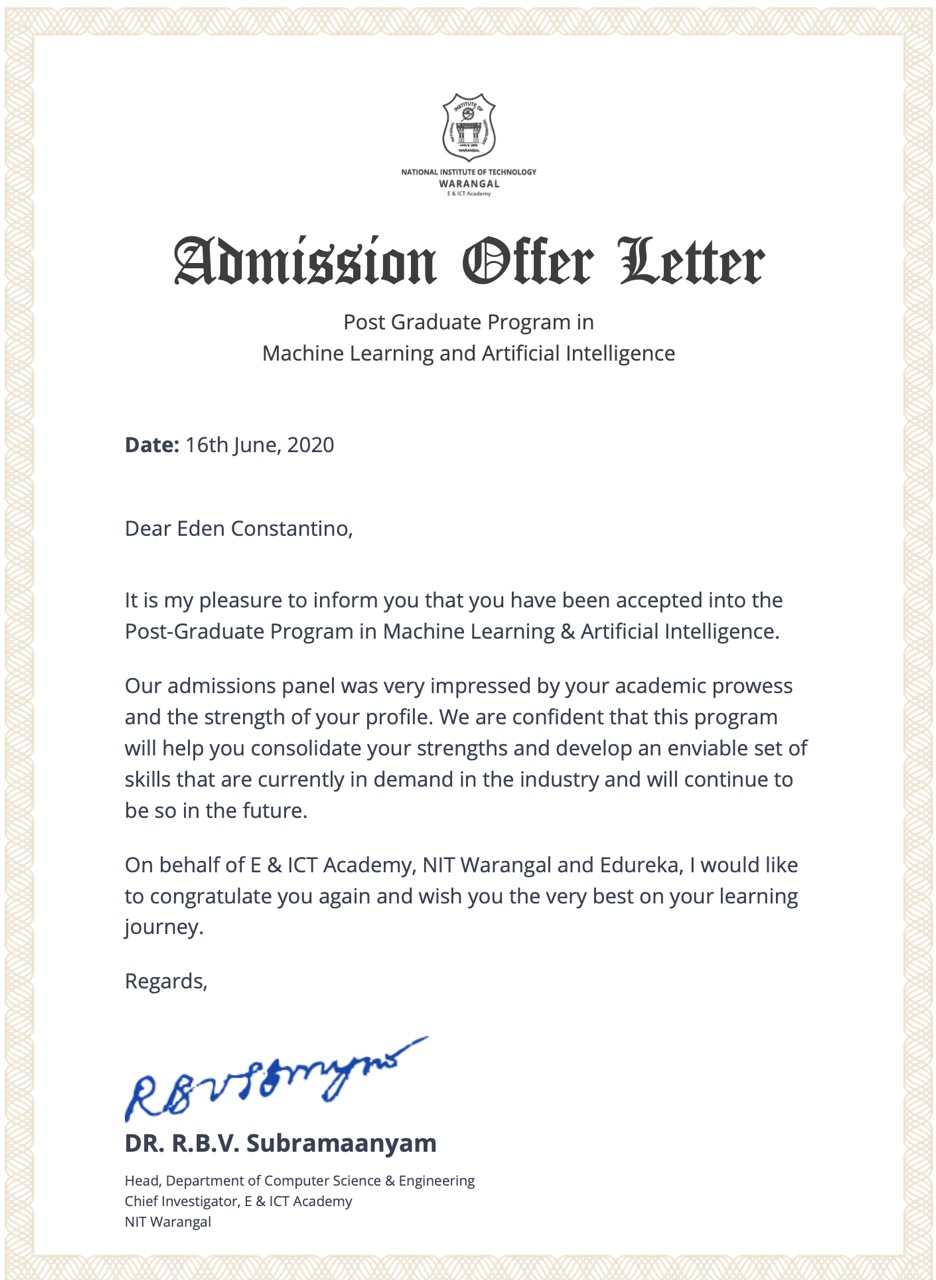 INSTITUTE OF
TECHNOLOGY
WARANGAL
NATIONAL INSTITUTE OF TECHNOLOGY
WARANGAL
E & ICT Academy
Admission Offer Letter
Post Graduate Program in
Machine Learning and Artificial Intelligence
Date: 16th June, 2020
Dear Eden Constantino,
It is my pleasure to inform you that you have been accepted into the
Post-Graduate Program in Machine Learning & Artificial Intelligence.
Our admissions panel was very impressed by your academic prowess
and the strength of your profile. We are confident that this program
will help you consolidate your strengths and develop an enviable set of
skills that are currently in demand in the industry and will continue to
be so in the future.
On behalf of E & ICT Academy, NIT Warangal and Edureka, I would like
to congratulate you again and wish you the very best on your learning
journey.
Regards,
DR. R.B.V. Subramaanyam
Head, Department of Computer Science & Engineering
Chief Investigator, E & ICT Academy
NIT Warangal